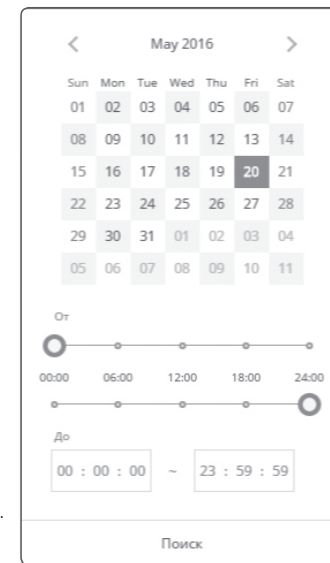 May 2016
Sun Mon Tue Wed Thu Fri Sat
01 02 03 04 05 06 07
08 09 10 11 12 13 14
15 16 17 18 19 20 21
22 23 24 25 26 27 28
29 30 31 01 02 03 04
05 06 07 08 09 10 11
От
00:00 06:00 12:00 18:00 24:00
До
00 : 00 : 00 ~ 23 : 59 : 59
.
Поиск